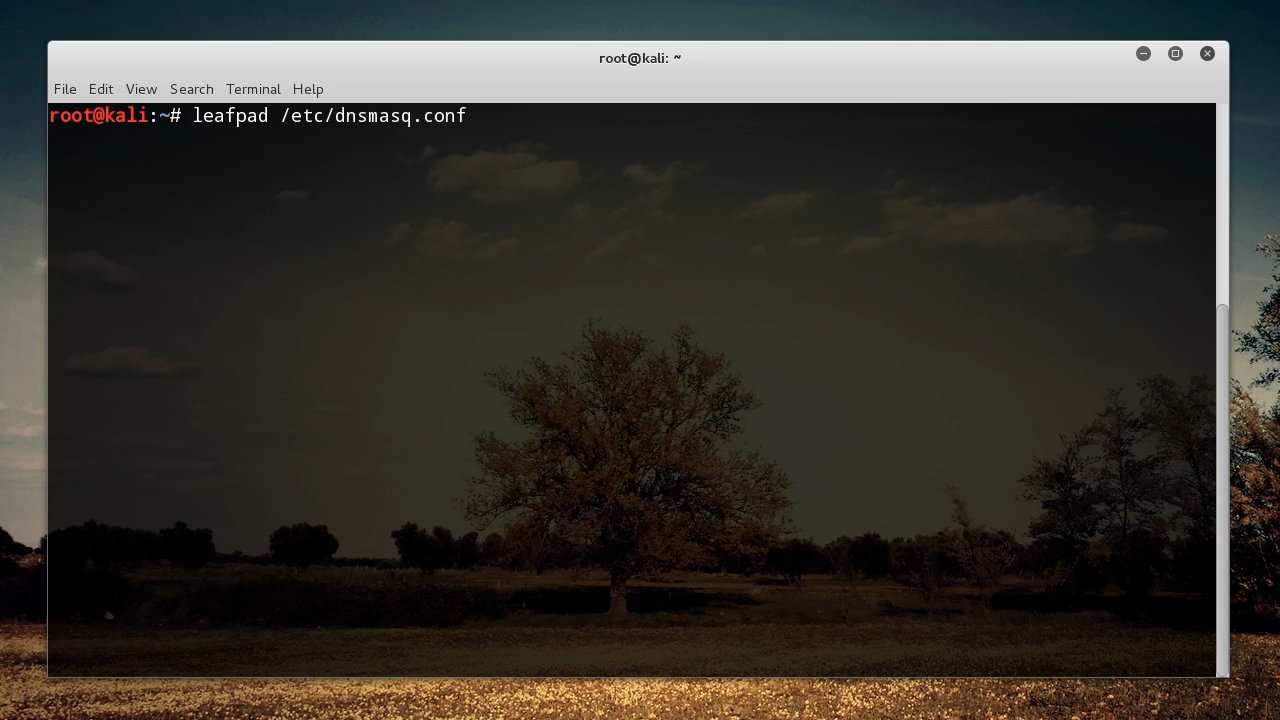 root@kali: ~
File Edit View Search Terminal Help
root@kali:~# leafpad /etc/dnsmasq.conf